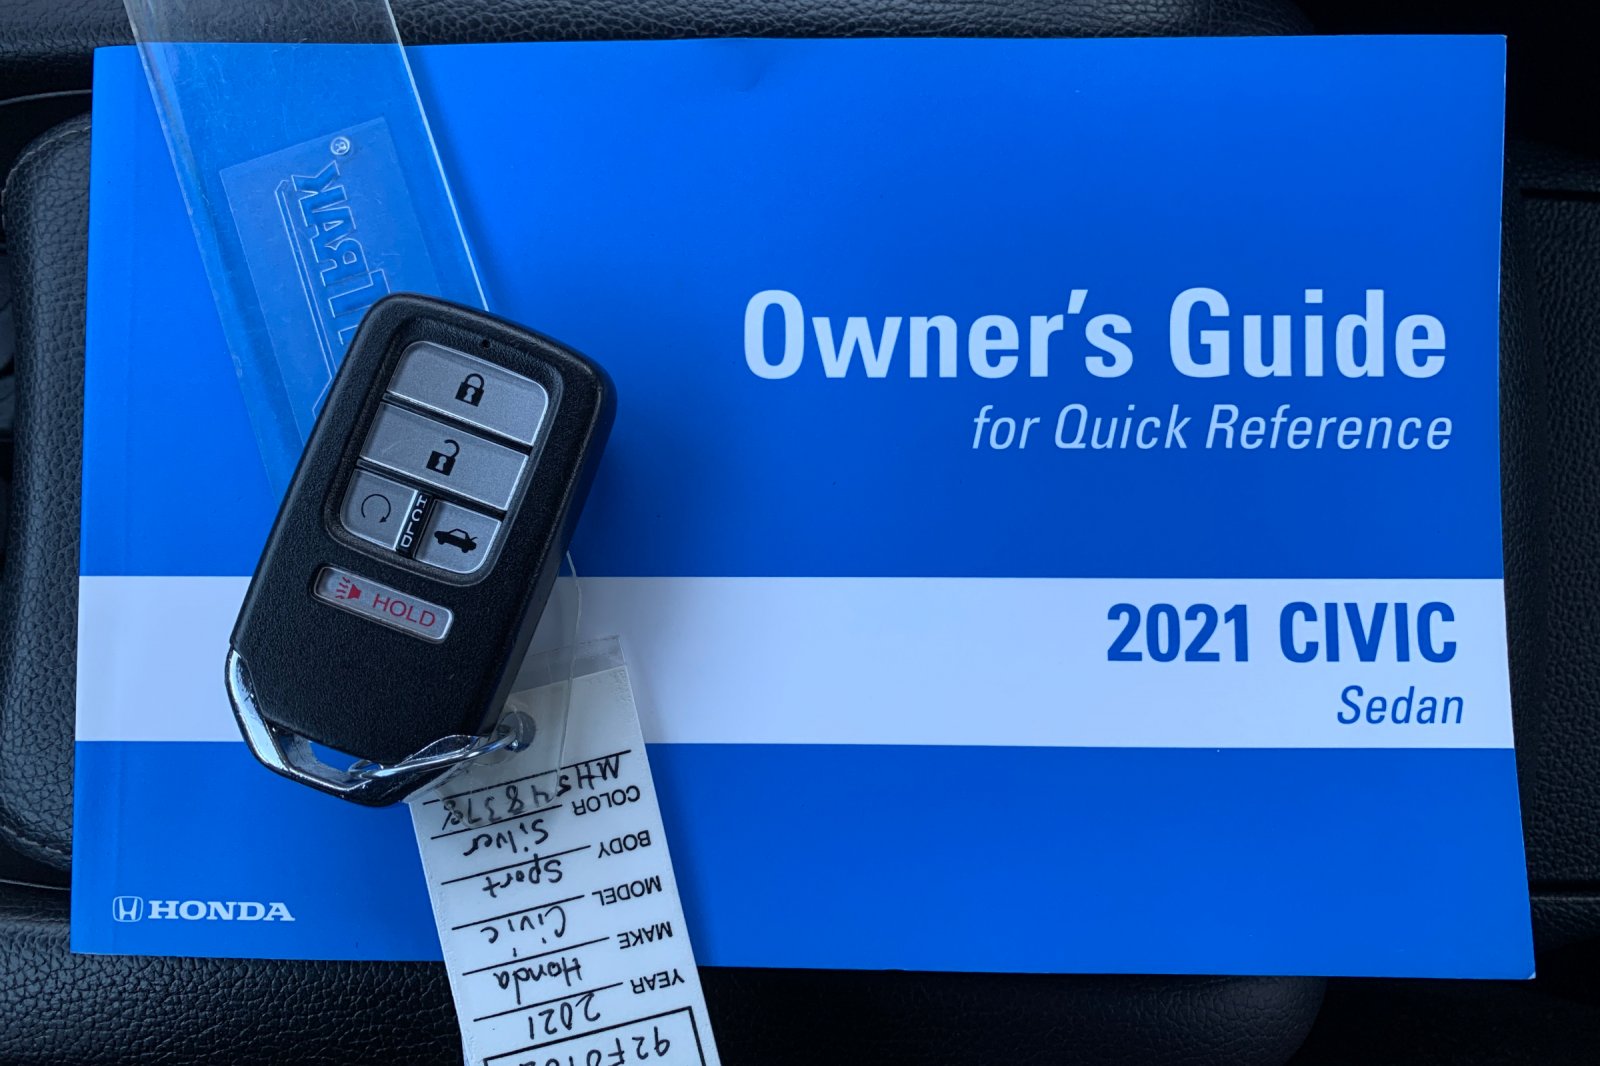 Owner's Guide
for Quick Reference
2021 CIVIC
Sedan
HONDA
HOLD
HOLD
YEAR 2021
MAKE Honda
MODEL Civic
BODY Sport
COLOR Silver